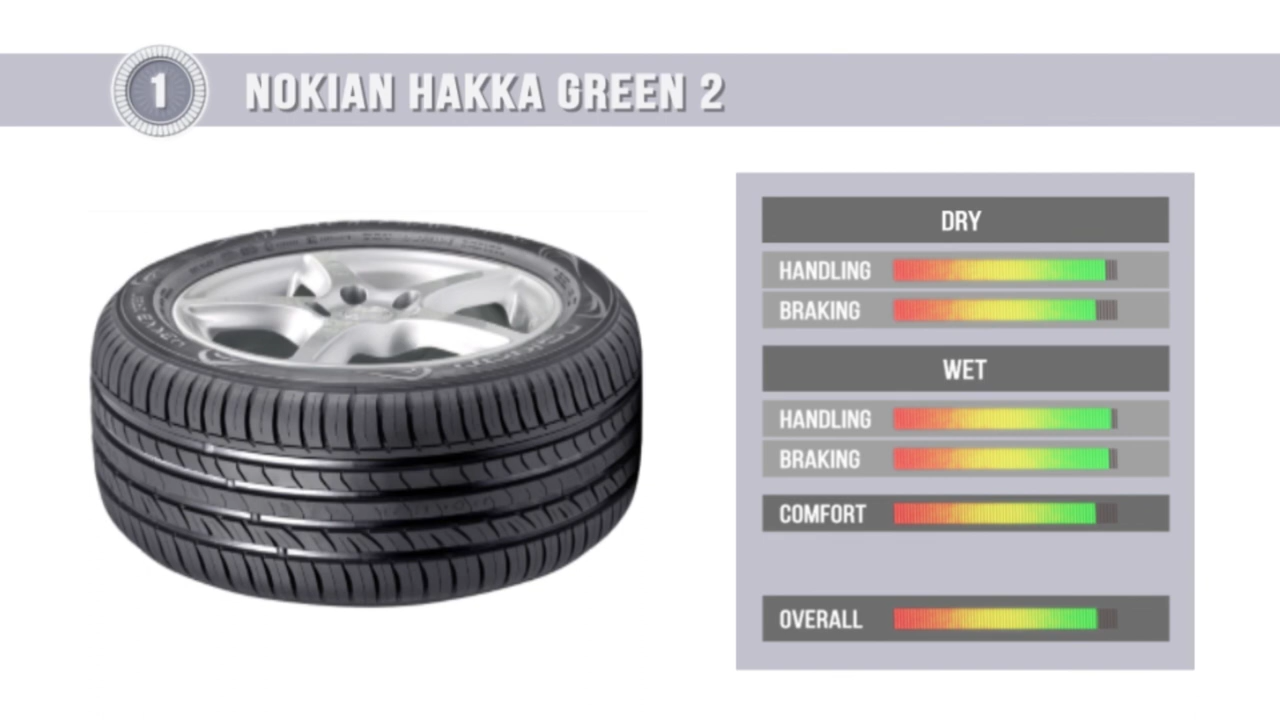 1
NOKIAN HAKKA GREEN 2
DRY
HANDLING
BRAKING
WET
HANDLING
BRAKING
COMFORT
OVERALL